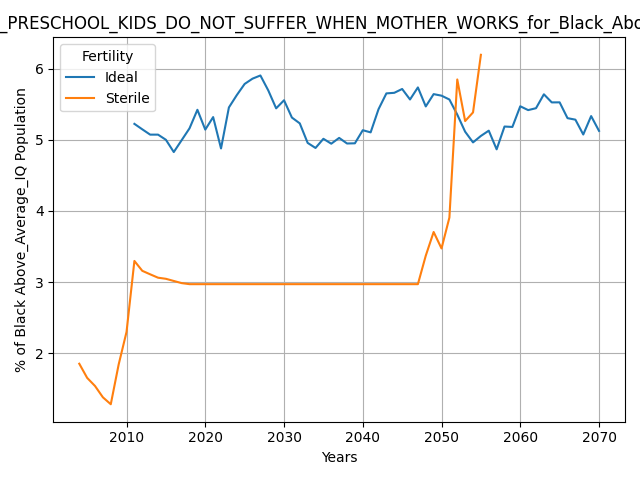 _PRESCHOOL_KIDS_DO_NOT_SUFFER_WHEN_MOTHER_WORKS_for_Black_Abo
Fertility
Ideal
Sterile
% of Black Above_Average_IQ Population
6
5
4
3
2
2010 2020 2030 2040 2050 2060 2070
Years